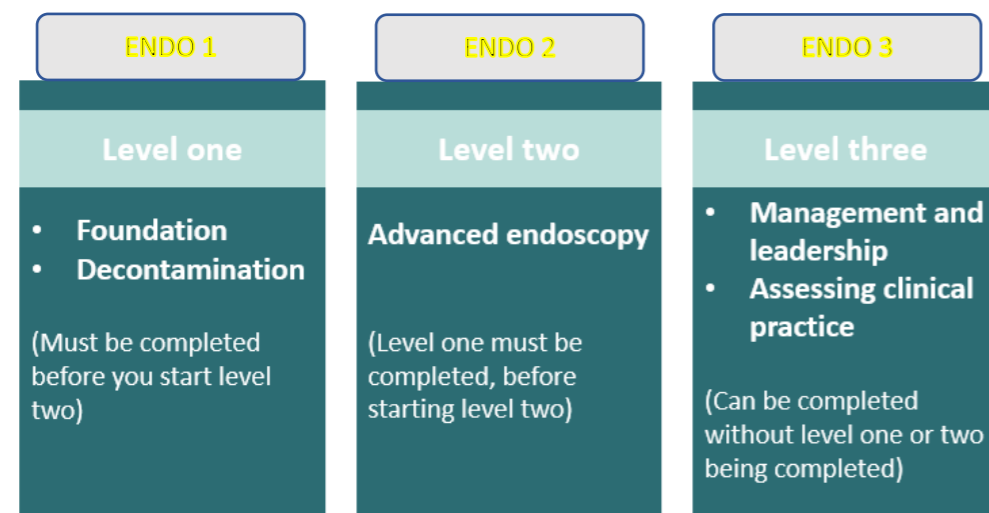 ENDO 1
Level one
• Foundation
• Decontamination
(Must be completed
before you start level
two)
ENDO 2
Level two
Advanced endoscopy
(Level one must be
completed, before
starting level two)
ENDO 3
Level three
• Management and
leadership
• Assessing clinical
practice
(Can be completed
without level one or two
being completed)